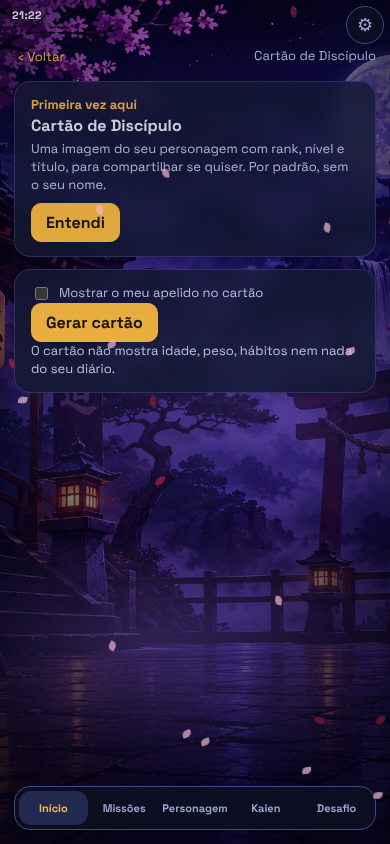 21:22
‹ Voltar
Cartão de Discípulo
Primeira vez aqui
Cartão de Discípulo
Uma imagem do seu personagem com rank, nível e
título, para compartilhar se quiser. Por padrão, sem
o seu nome.
Entendi
Mostrar o meu apelido no cartão
Gerar cartão
O cartão não mostra idade, peso, hábitos nem nada
do seu diário.
Início
Missões
Personagem
Kaien
Desafio